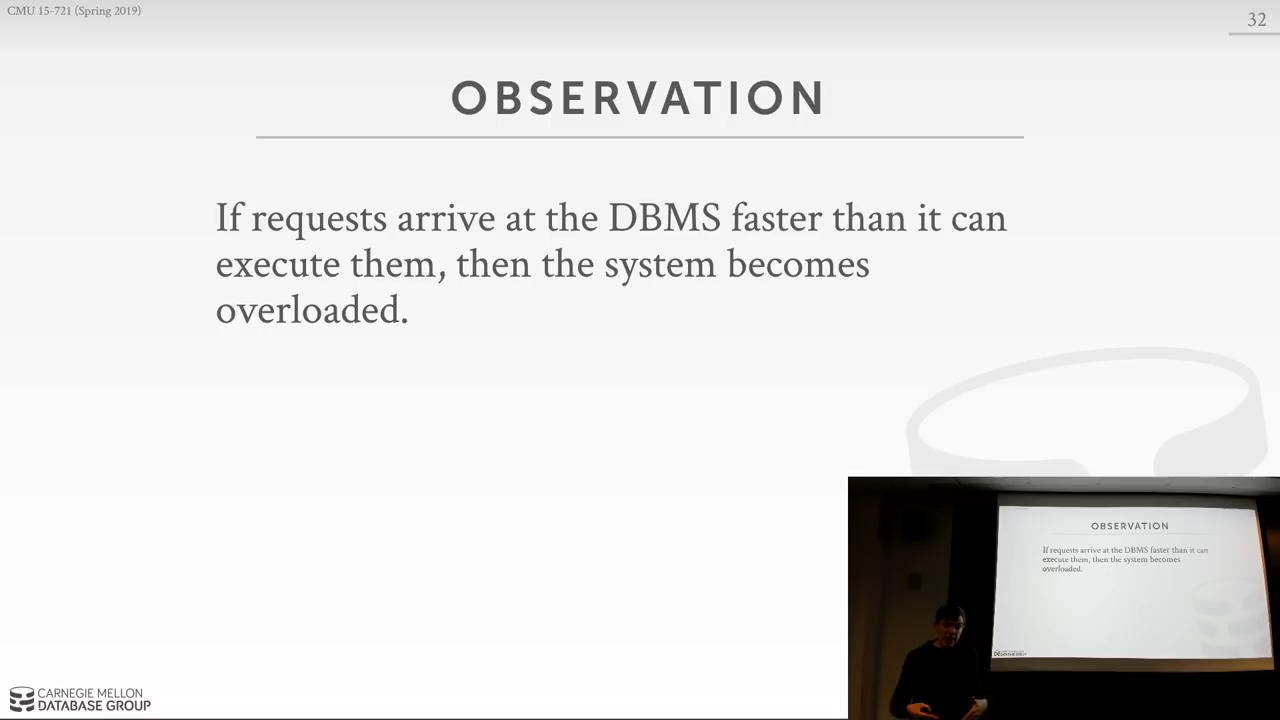 CMU 15-721 (Spring 2019)
32
OBSERVATION
If requests arrive at the DBMS faster than it can
execute them, then the system becomes
overloaded.
OBSERVATION
If requests arrive at the DBMS faster than it can
execute them, then the system becomes
overloaded.
CARNEGIE MELLON
DATABASE GROUP